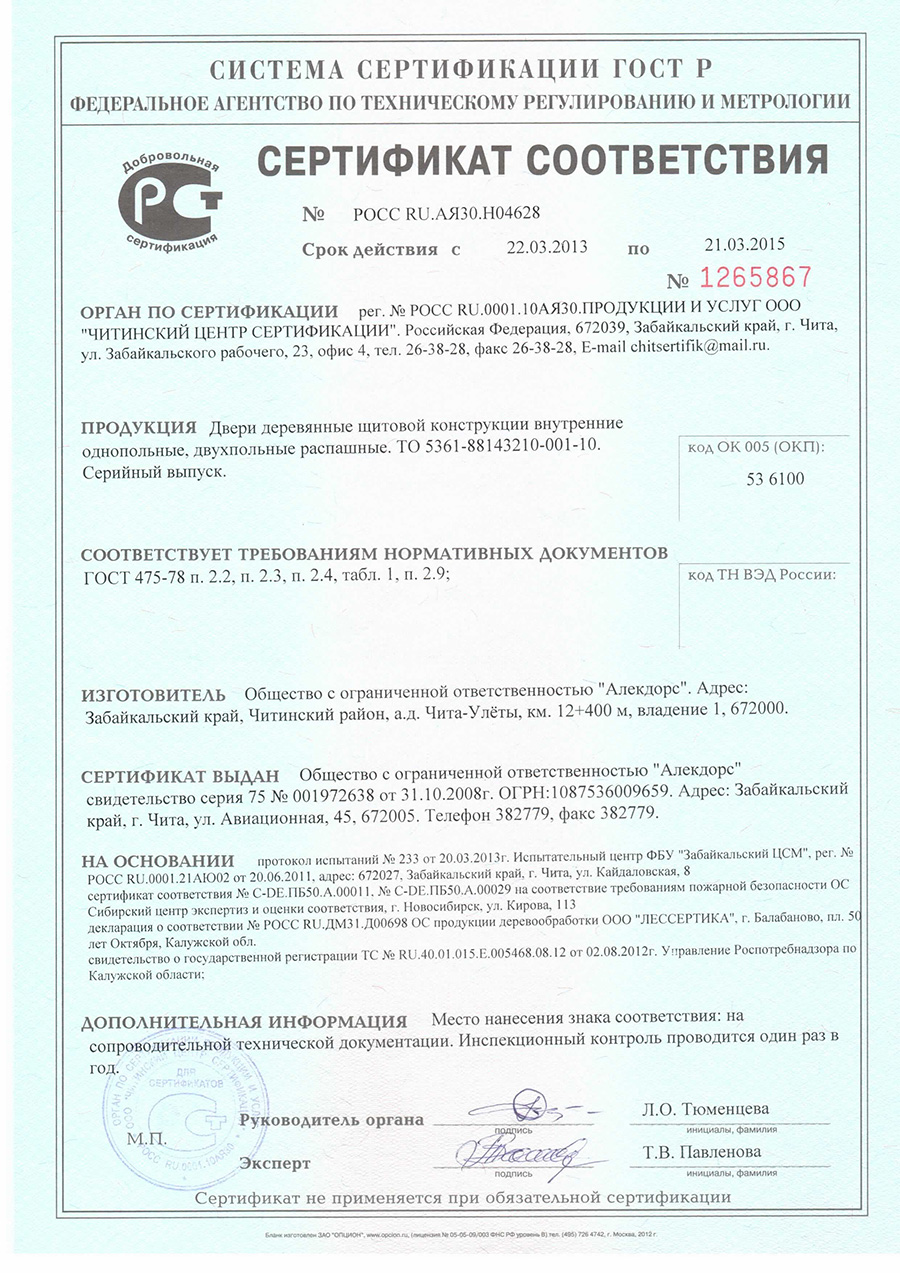 СИСТЕМА СЕРТИФИКАЦИИ ГОСТ Р
ФЕДЕРАЛЬНОЕ АГЕНТСТВО ПО ТЕХНИЧЕСКОМУ РЕГУЛИРОВАНИЮ И МЕТРОЛОГИИ
Добровольная
РСТ
сертификация
СЕРТИФИКАТ СООТВЕТСТВИЯ
№ РОСС RU.АЯ30.Н04628
Срок действия с 22.03.2013 по 21.03.2015
№ 1265867
ОРГАН ПО СЕРТИФИКАЦИИ рег. № РОСС RU.0001.10АЯ30.ПРОДУКЦИИ И УСЛУГ ООО
"ЧИТИНСКИЙ ЦЕНТР СЕРТИФИКАЦИИ". Российская Федерация, 672039, Забайкальский край, г. Чита,
ул. Забайкальского рабочего, 23, офис 4, тел. 26-38-28, факс 26-38-28, E-mail chitsertifik@mail.ru.
ПРОДУКЦИЯ Двери деревянные щитовой конструкции внутренние
однопольные, двухпольные распашные. ТО 5361-88143210-001-10.
Серийный выпуск.
код ОК 005 (ОКП):
53 6100
СООТВЕТСТВУЕТ ТРЕБОВАНИЯМ НОРМАТИВНЫХ ДОКУМЕНТОВ
ГОСТ 475-78 п. 2.2, п. 2.3, п. 2.4, табл. 1, п. 2.9;
код ТН ВЭД России:
ИЗГОТОВИТЕЛЬ Общество с ограниченной ответственностью "Алекдорс". Адрес:
Забайкальский край, Читинский район, а.д. Чита-Улёты, км. 12+400 м, владение 1, 672000.
СЕРТИФИКАТ ВЫДАН Общество с ограниченной ответственностью "Алекдорс"
свидетельство серия 75 № 001972638 от 31.10.2008г. ОГРН:1087536009659. Адрес: Забайкальский
край, г. Чита, ул. Авиационная, 45, 672005. Телефон 382779, факс 382779.
НА ОСНОВАНИИ протокол испытаний № 233 от 20.03.2013г. Испытательный центр ФБУ "Забайкальский ЦСМ", рег. №
РОСС RU.0001.21АЮ02 от 20.06.2011, адрес: 672027, Забайкальский край, г. Чита, ул. Кайдаловская, 8
сертификат соответствия № C-DE.ПБ50.А.00011, № C-DE.ПБ50.А.00029 на соответствие требованиям пожарной безопасности ОС
Сибирский центр экспертиз и оценки соответствия, г. Новосибирск, ул. Кирова, 113
декларация о соответствии № РОСС RU.ДМ31.Д00698 ОС продукции деревообработки ООО "ЛЕССЕРТИКА", г. Балабаново, пл. 50
лет Октября, Калужской обл.
свидетельство о государственной регистрации ТС № RU.40.01.015.Е.005468.08.12 от 02.08.2012г. Управление Роспотребнадзора по
Калужской области;
ДОПОЛНИТЕЛЬНАЯ ИНФОРМАЦИЯ Место нанесения знака соответствия: на
сопроводительной технической документации. Инспекционный контроль проводится один раз в
год.
ДЛЯ
СЕРТИФИКАТОВ
М.П.
Руководитель органа
подпись
Л.О. Тюменцева
инициалы, фамилия
Эксперт
подпись
Т.В. Павленова
инициалы, фамилия
Сертификат не применяется при обязательной сертификации
Бланк изготовлен ЗАО "ОПЦИОН", www.opcion.ru, (лицензия № 05-05-09/003 ФНС РФ уровень В) тел. (495) 726 4742, г. Москва, 2012 г.